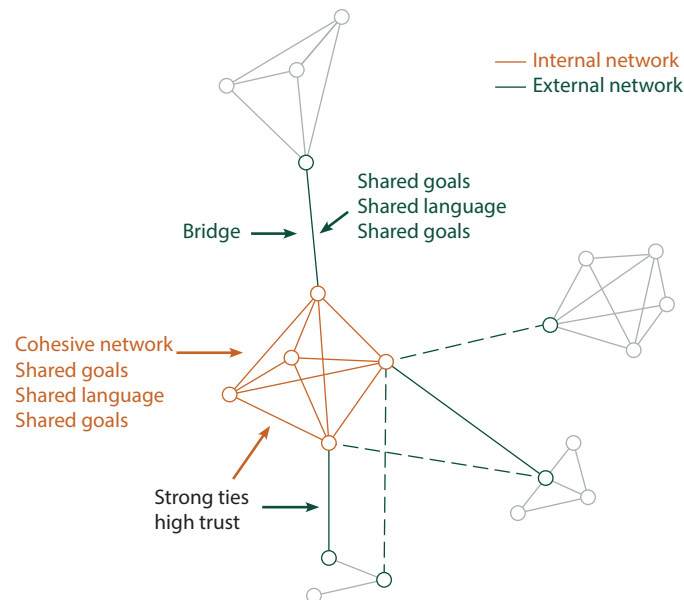 Internal network
External network
Shared goals
Shared language
Shared goals
Bridge
Cohesive network
Shared goals
Shared language
Shared goals
Strong ties
high trust